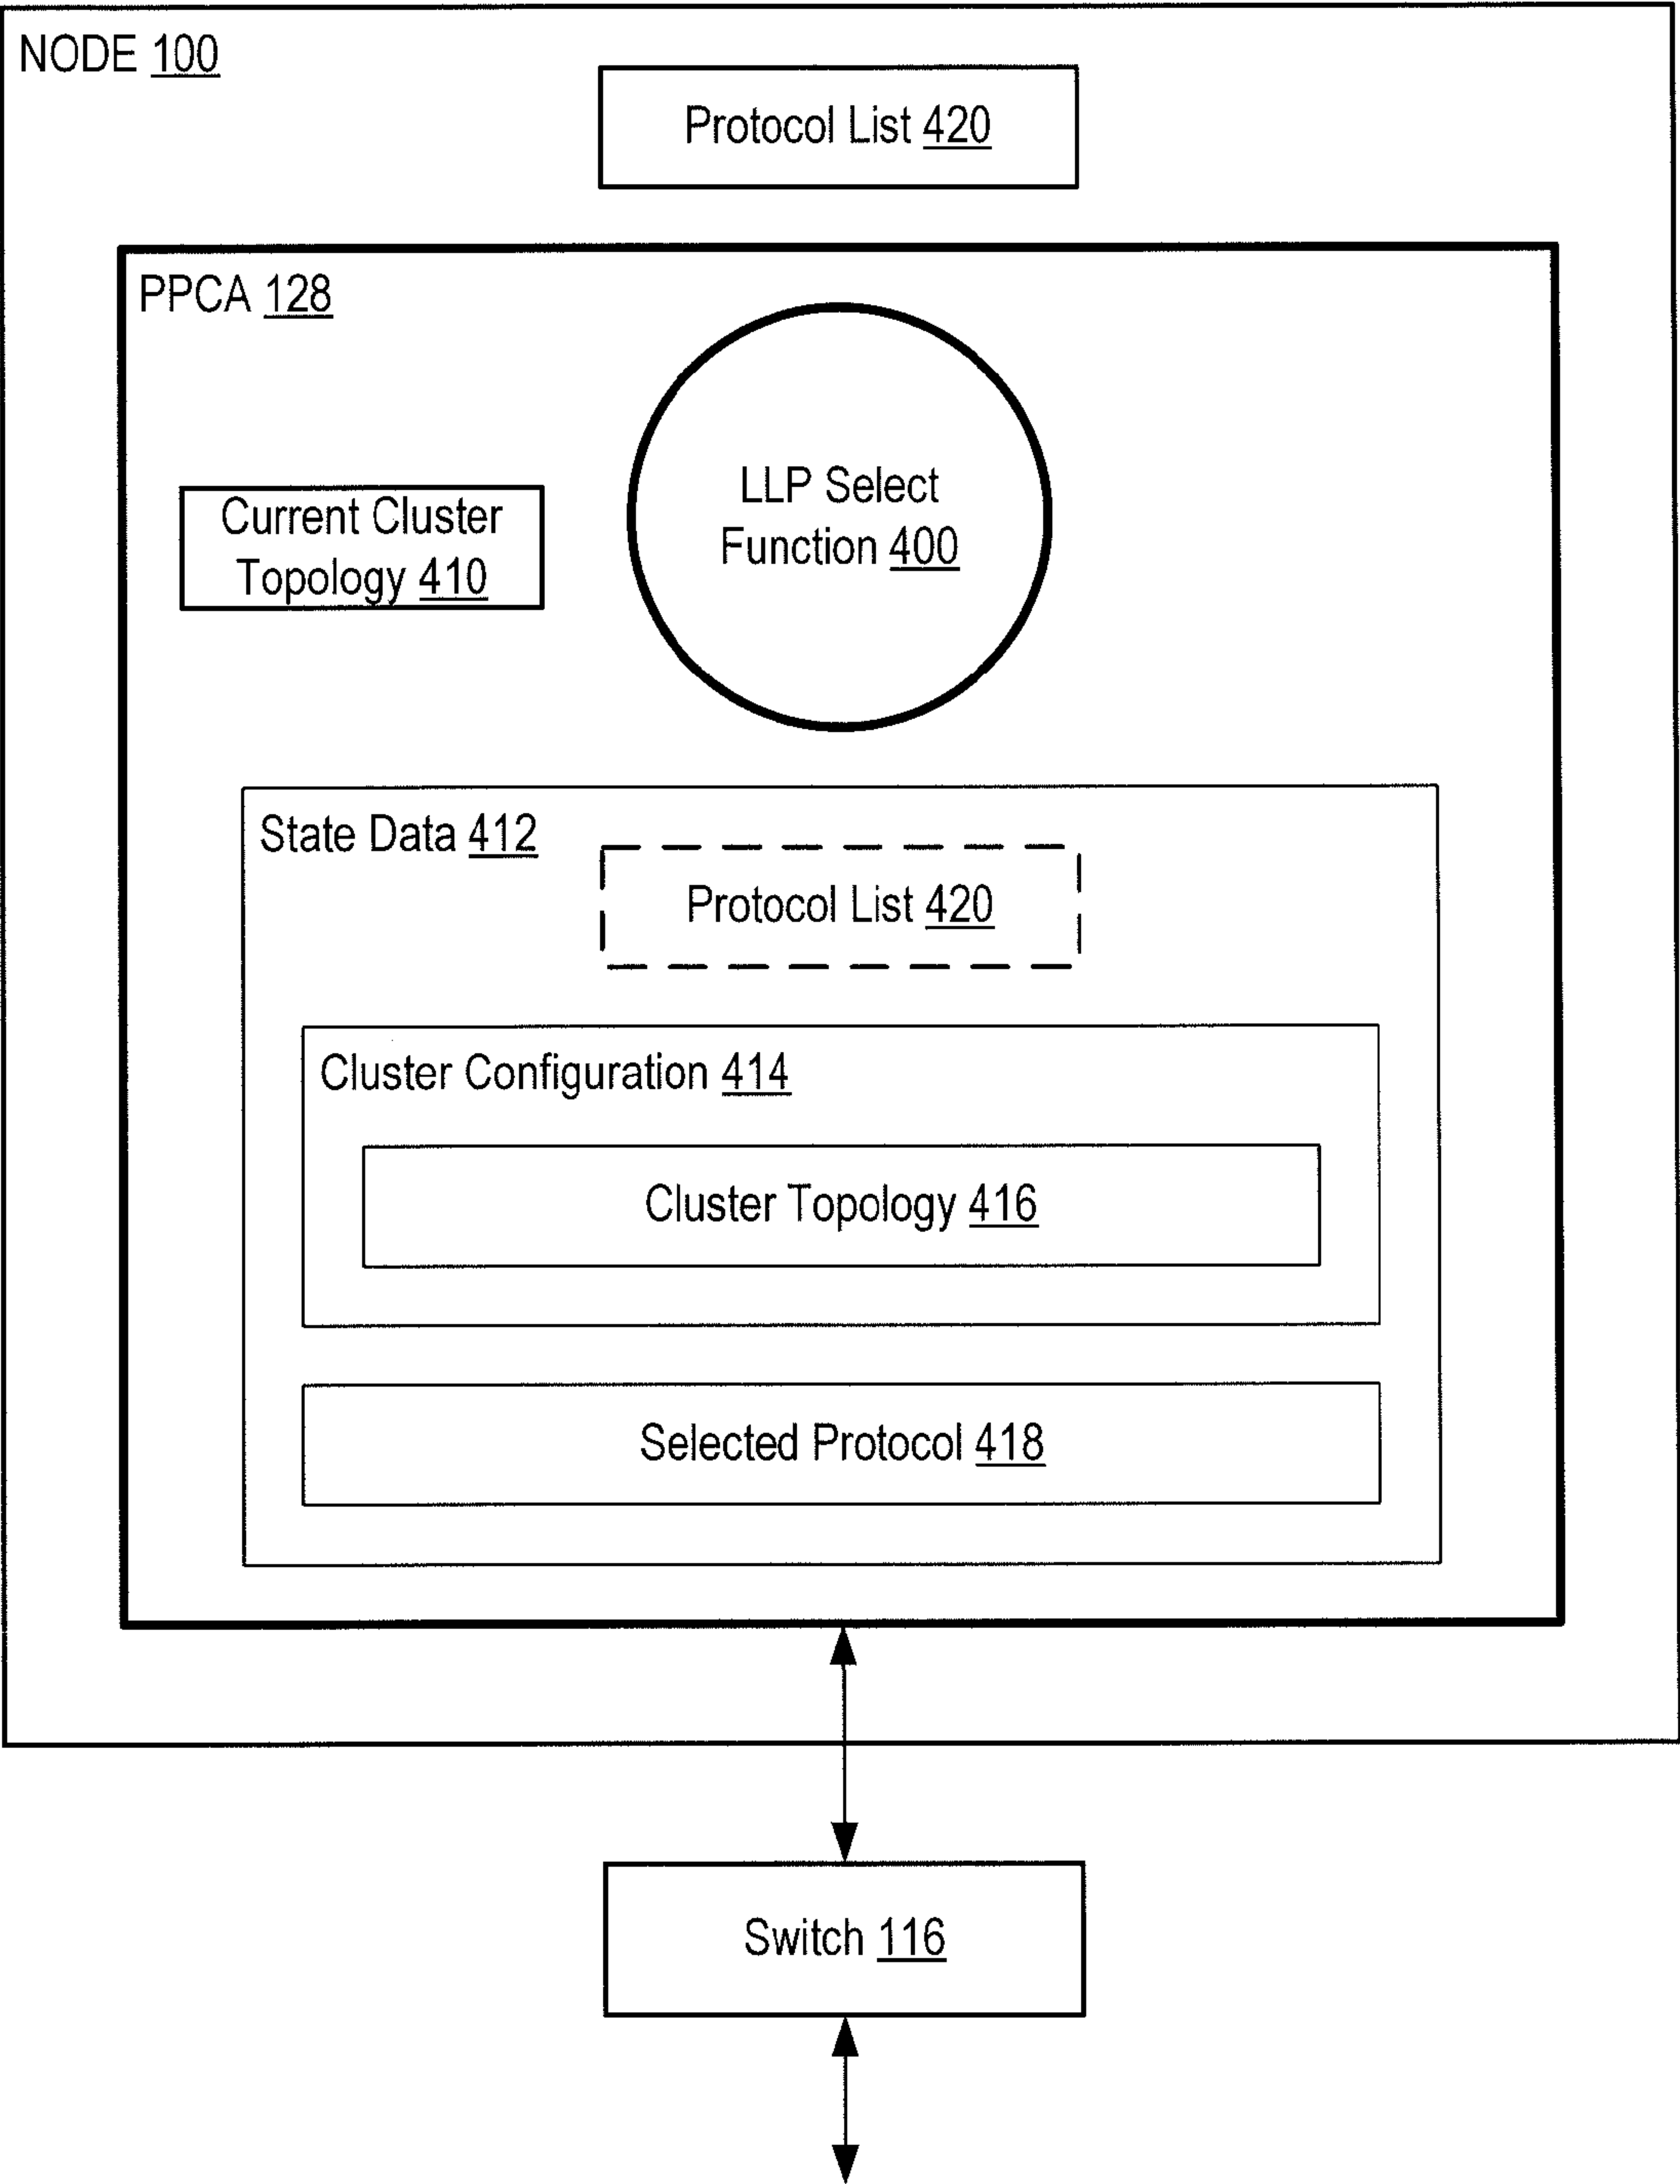 NODE 100
Protocol List 420
PPCA 128
LLP Select
Function 400
Current Cluster
Topology 410
State Data 412
Protocol List 420
Cluster Configuration 414
Cluster Topology 416
Selected Protocol 418
Switch 116